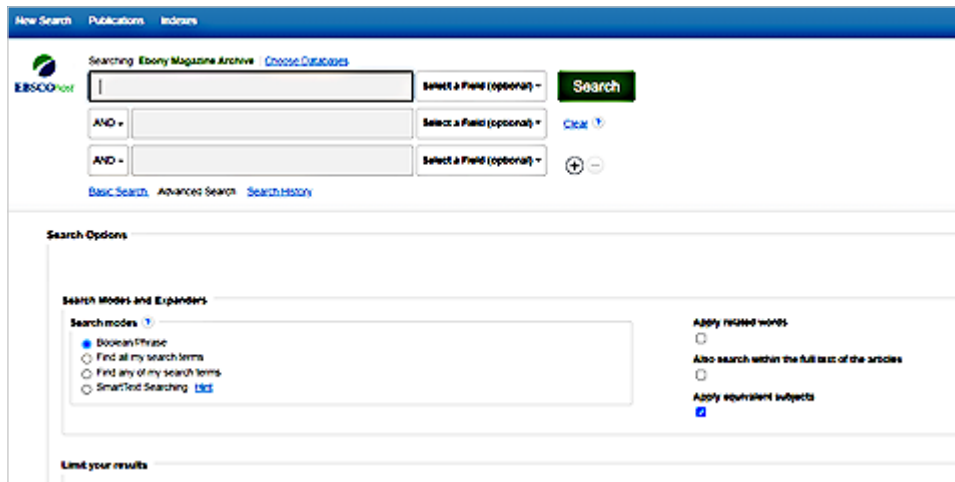 New Search Publications Indexes
Searching: Ebony Magazine Archive | Choose Databases
EBSCOhost
Select a Field (optional)
Search
AND
Select a Field (optional)
Clear ?
AND
Select a Field (optional)
+ −
Basic Search Advanced Search Search History
Search Options
Search Modes and Expanders
Search modes ?
Boolean/Phrase
Find all my search terms
Find any of my search terms
SmartText Searching Hint
Apply related words
Also search within the full text of the articles
Apply equivalent subjects
Limit your results